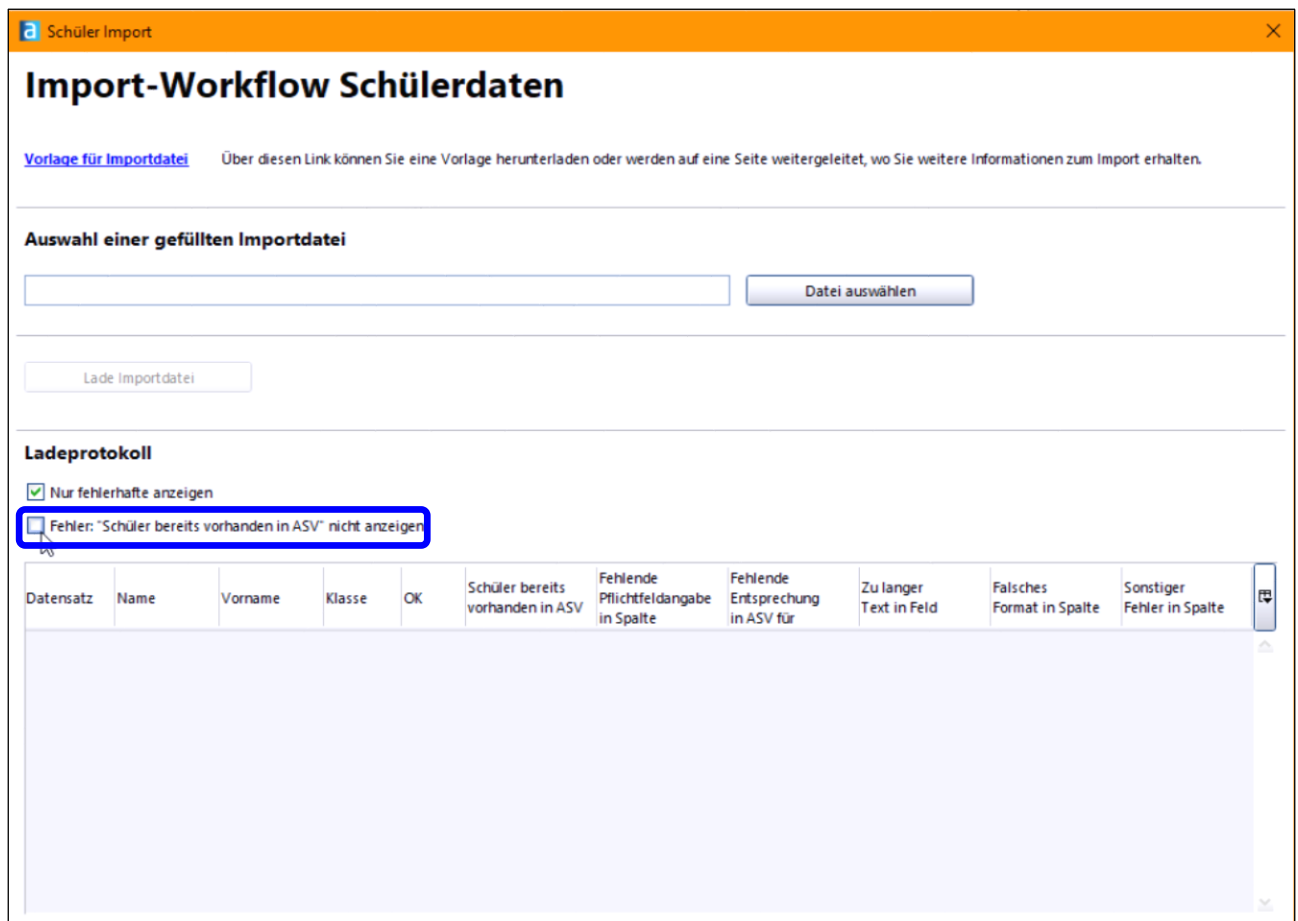 Schüler Import
Import-Workflow Schülerdaten
Vorlage für Importdatei Über diesen Link können Sie eine Vorlage herunterladen oder werden auf eine Seite weitergeleitet, wo Sie weitere Informationen zum Import erhalten.
Auswahl einer gefüllten Importdatei
Datei auswählen
Lade Importdatei
Ladeprotokoll
Nur fehlerhafte anzeigen
Fehler: "Schüler bereits vorhanden in ASV" nicht anzeigen
Datensatz
Name
Vorname
Klasse
OK
Schüler bereits
vorhanden in ASV
Fehlende
Pflichtfeldangabe
in Spalte
Fehlende
Entsprechung
in ASV für
Zu langer
Text in Feld
Falsches
Format in Spalte
Sonstiger
Fehler in Spalte